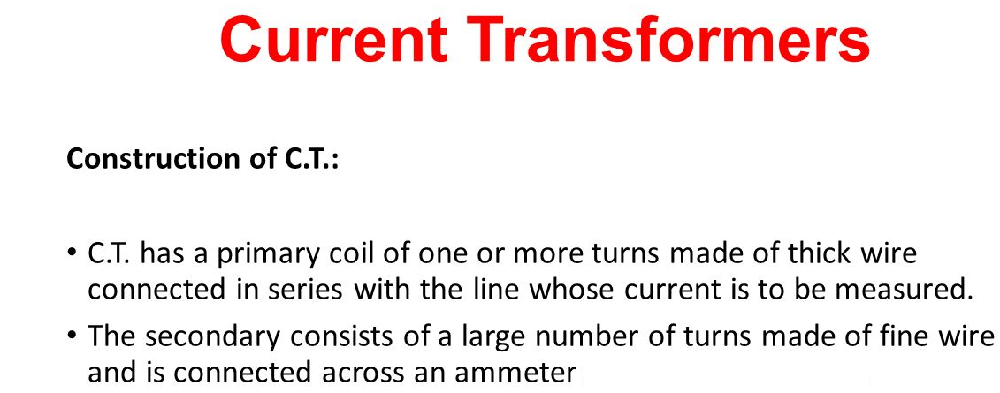 Current Transformers
Construction of C.T.:
• C.T. has a primary coil of one or more turns made of thick wire
connected in series with the line whose current is to be measured.
• The secondary consists of a large number of turns made of fine wire
and is connected across an ammeter